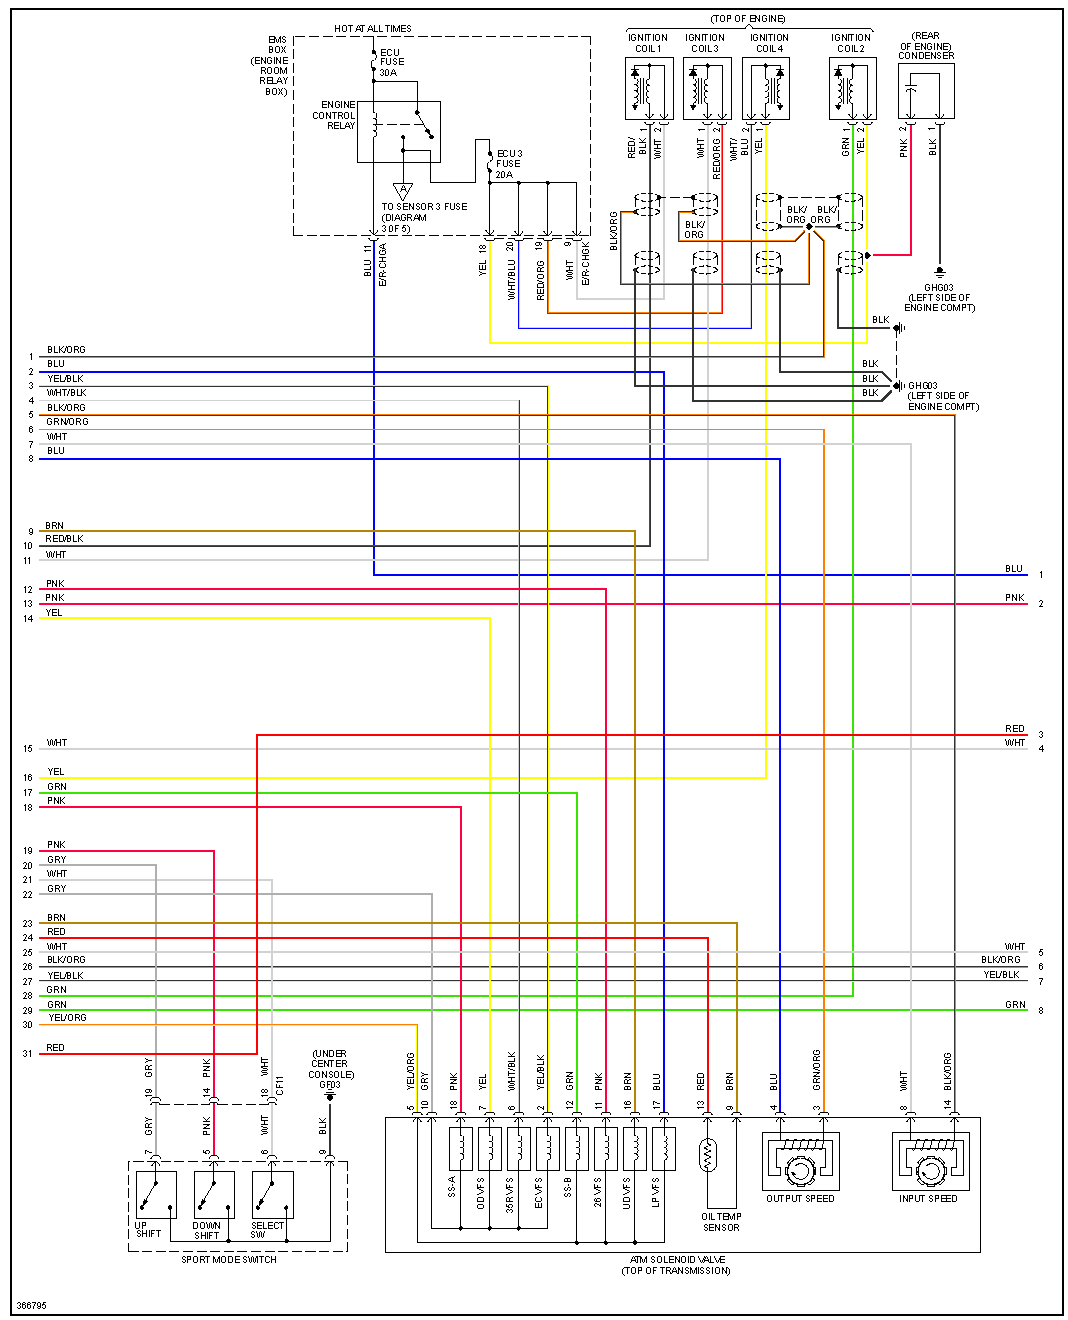 HOT AT ALL TIMES
EMS
BOX
(ENGINE
ROOM
RELAY
BOX)
ECU
FUSE
30A
ENGINE
CONTROL
RELAY
ECU 3
FUSE
20A
A
TO SENSOR 3 FUSE
(DIAGRAM
3 OF 5)
(TOP OF ENGINE)
IGNITION
COIL 1
IGNITION
COIL 3
IGNITION
COIL 4
IGNITION
COIL 2
(REAR
OF ENGINE)
CONDENSER
RED/
BLK 1
WHT 2
WHT 1
RED/ORG 2
WHT/
BLU 2
YEL 1
GRN 1
YEL 2
PNK 2
BLK 1
BLK/ORG
BLK/
ORG
BLK/
ORG
BLK/
ORG
BLU 11
E/R-CHGA
YEL 18
WHT/BLU 20
RED/ORG 19
WHT 9
E/R-CHGK
GHG03
(LEFT SIDE OF
ENGINE COMPT)
BLK
BLK
BLK
BLK
GHG03
(LEFT SIDE OF
ENGINE COMPT)
1 BLK/ORG
2 BLU
3 YEL/BLK
4 WHT/BLK
5 BLK/ORG
6 GRN/ORG
7 WHT
8 BLU
9 BRN
10 RED/BLK
11 WHT
BLU 1
12 PNK
13 PNK
PNK 2
14 YEL
RED 3
15 WHT
WHT 4
16 YEL
17 GRN
18 PNK
19 PNK
20 GRY
21 WHT
22 GRY
23 BRN
24 RED
25 WHT
WHT 5
26 BLK/ORG
BLK/ORG 6
27 YEL/BLK
YEL/BLK 7
28 GRN
29 GRN
GRN 8
30 YEL/ORG
31 RED
(UNDER
CENTER
CONSOLE)
GF03
GRY 19
PNK 14
WHT 18
CF11
GRY 7
PNK 5
WHT 6
BLK 9
YEL/ORG 5
GRY 10
PNK 18
YEL 7
WHT/BLK 6
YEL/BLK 2
GRN 12
PNK 11
BRN 16
BLU 17
RED 13
BRN 9
BLU 4
GRN/ORG 3
WHT 8
BLK/ORG 14
UP
SHIFT
DOWN
SHIFT
SELECT
SW
SPORT MODE SWITCH
SS-A
OD VFS
35R VFS
EC VFS
SS-B
26 VFS
UD VFS
LP VFS
OIL TEMP
SENSOR
OUTPUT SPEED
INPUT SPEED
ATM SOLENOID VALVE
(TOP OF TRANSMISSION)
366795